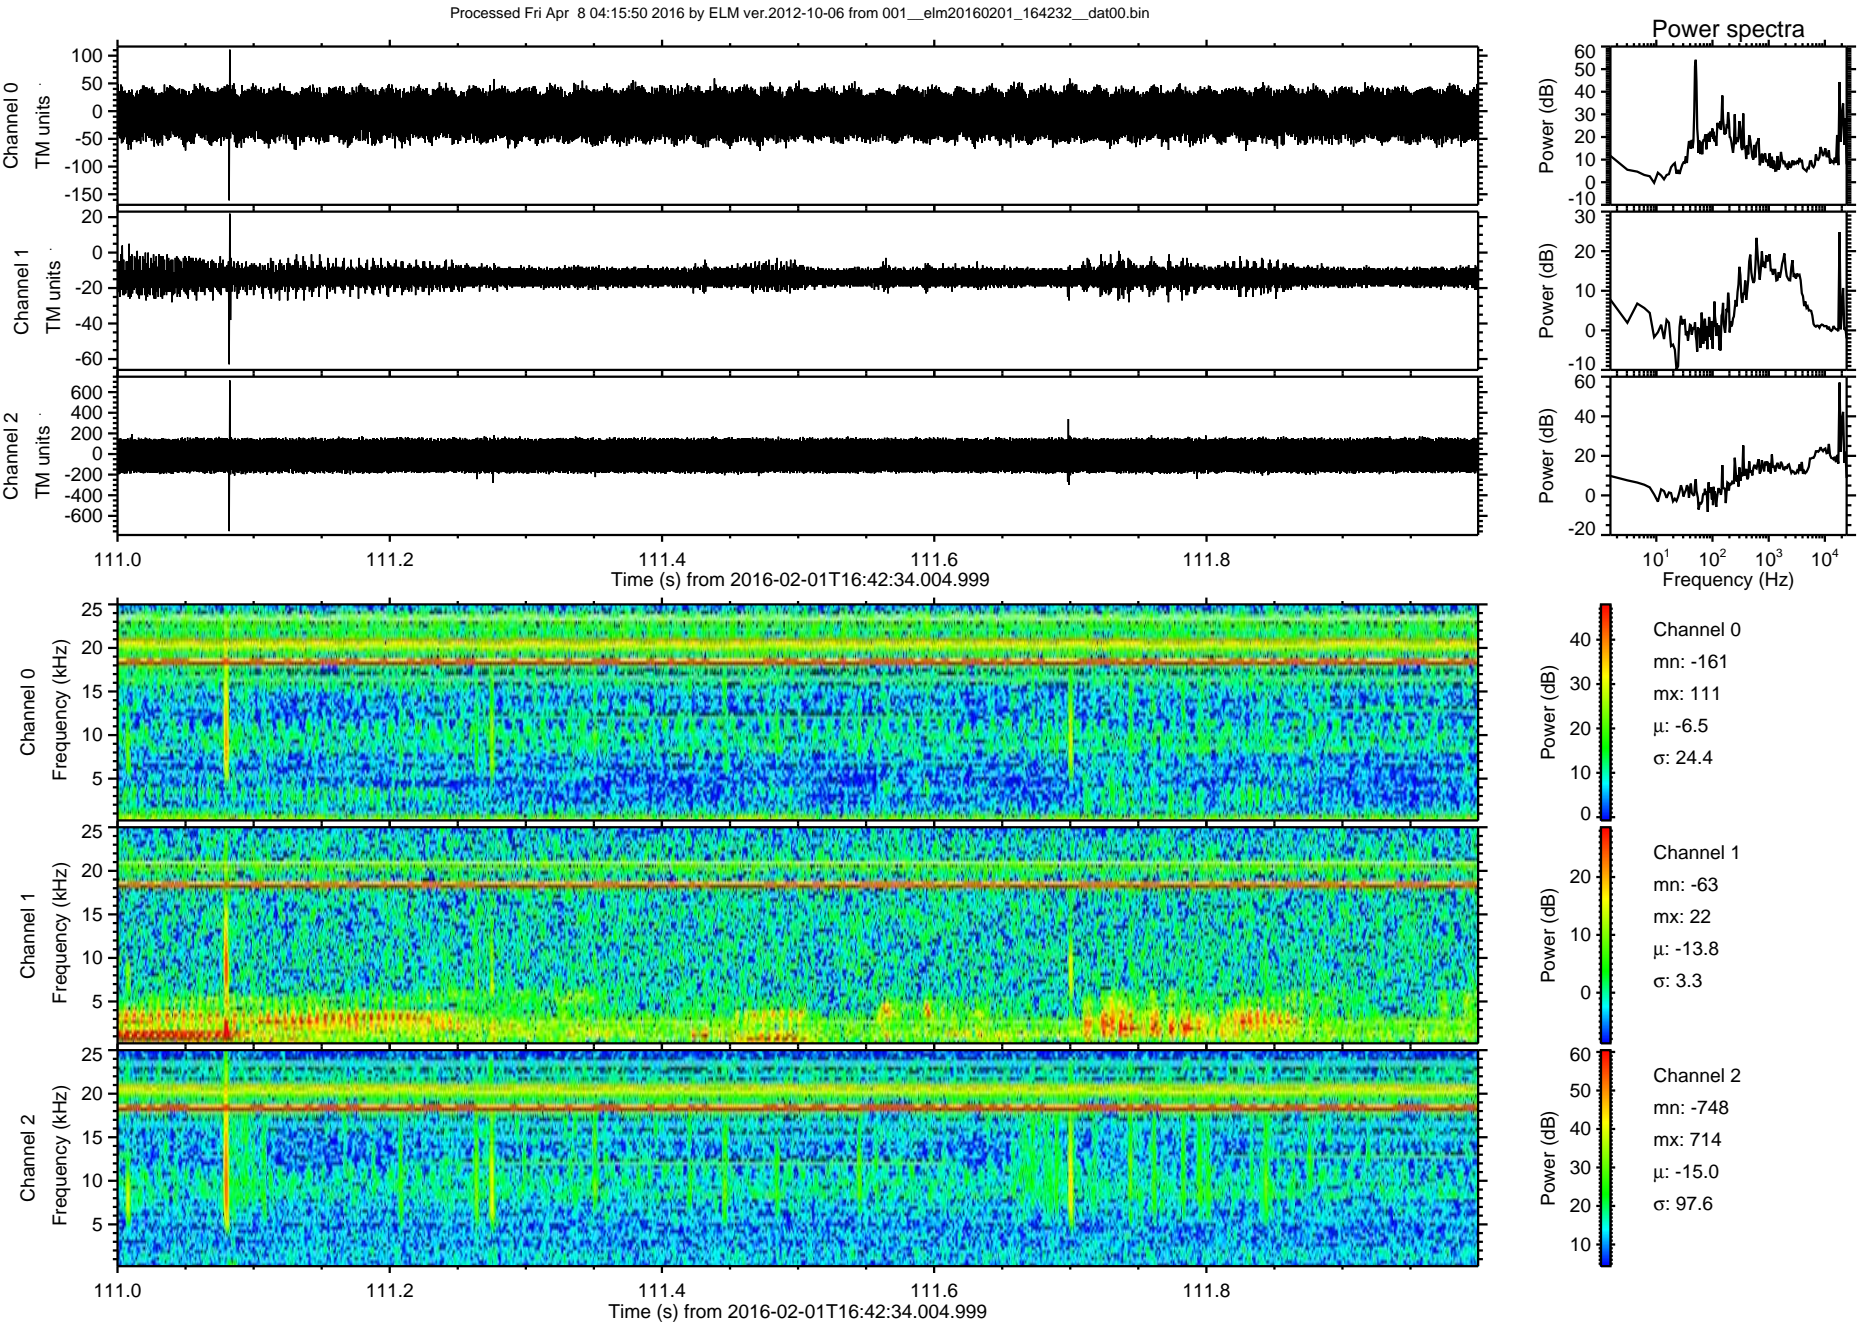 Processed Fri Apr  8 04:15:50 2016 by ELM ver.2012-10-06 from 001__elm20160201_164232__dat00.bin
Power spectra
Channel 0
TM units
100
50
0
-50
-100
-150
Power (dB)
60
50
40
30
20
10
0
-10
Channel 1
TM units
20
0
-20
-40
-60
Power (dB)
30
20
10
0
-10
Channel 2
TM units
600
400
200
0
-200
-400
-600
Power (dB)
60
40
20
0
-20
111.0 111.2 111.4 111.6 111.8
Time (s) from 2016-02-01T16:42:34.004.999
10^1 10^2 10^3 10^4
Frequency (Hz)
Channel 0
Frequency (kHz)
25
20
15
10
5
Power (dB)
40
30
20
10
0
Channel 0
mn: -161
mx: 111
μ: -6.5
σ: 24.4
Channel 1
Frequency (kHz)
25
20
15
10
5
Power (dB)
20
10
0
Channel 1
mn: -63
mx: 22
μ: -13.8
σ: 3.3
Channel 2
Frequency (kHz)
25
20
15
10
5
Power (dB)
60
50
40
30
20
10
Channel 2
mn: -748
mx: 714
μ: -15.0
σ: 97.6
111.0 111.2 111.4 111.6 111.8
Time (s) from 2016-02-01T16:42:34.004.999